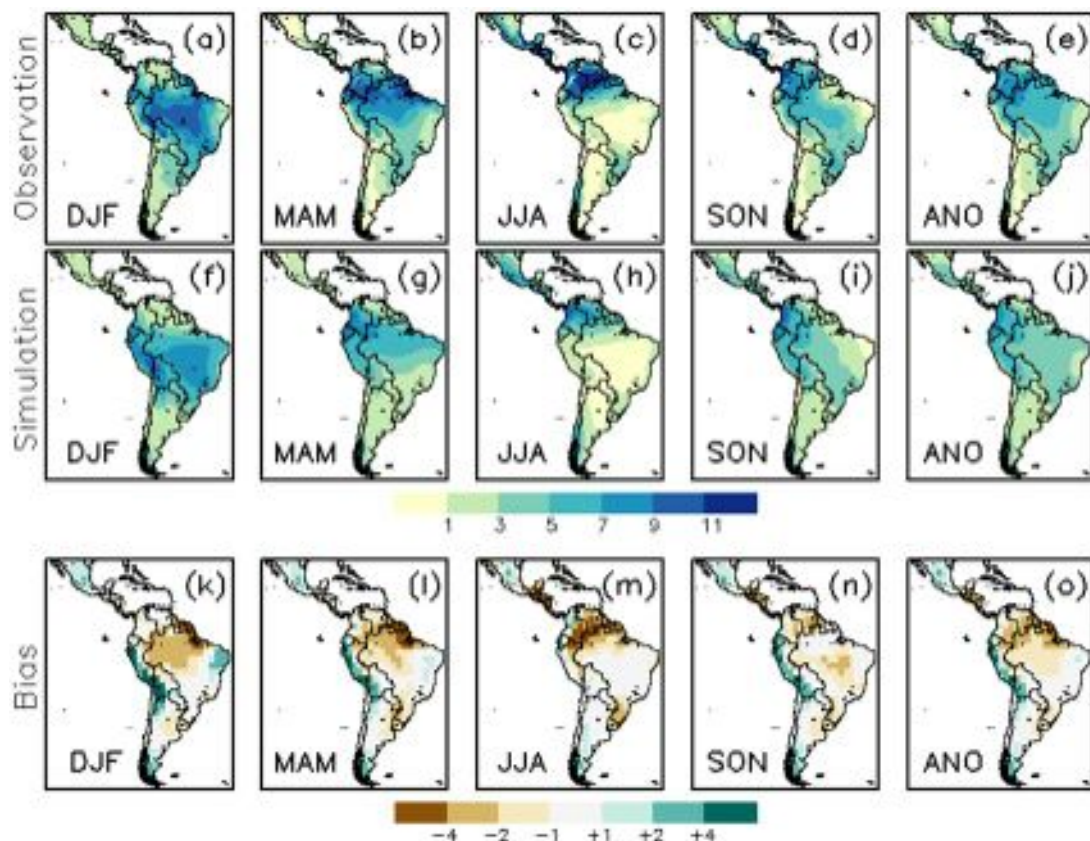 Observation
(a) (b) (c) (d) (e)
DJF MAM JJA SON ANO
Simulation
(f) (g) (h) (i) (j)
DJF MAM JJA SON ANO
1 3 5 7 9 11
Bias
(k) (l) (m) (n) (o)
DJF MAM JJA SON ANO
-4 -2 -1 +1 +2 +4